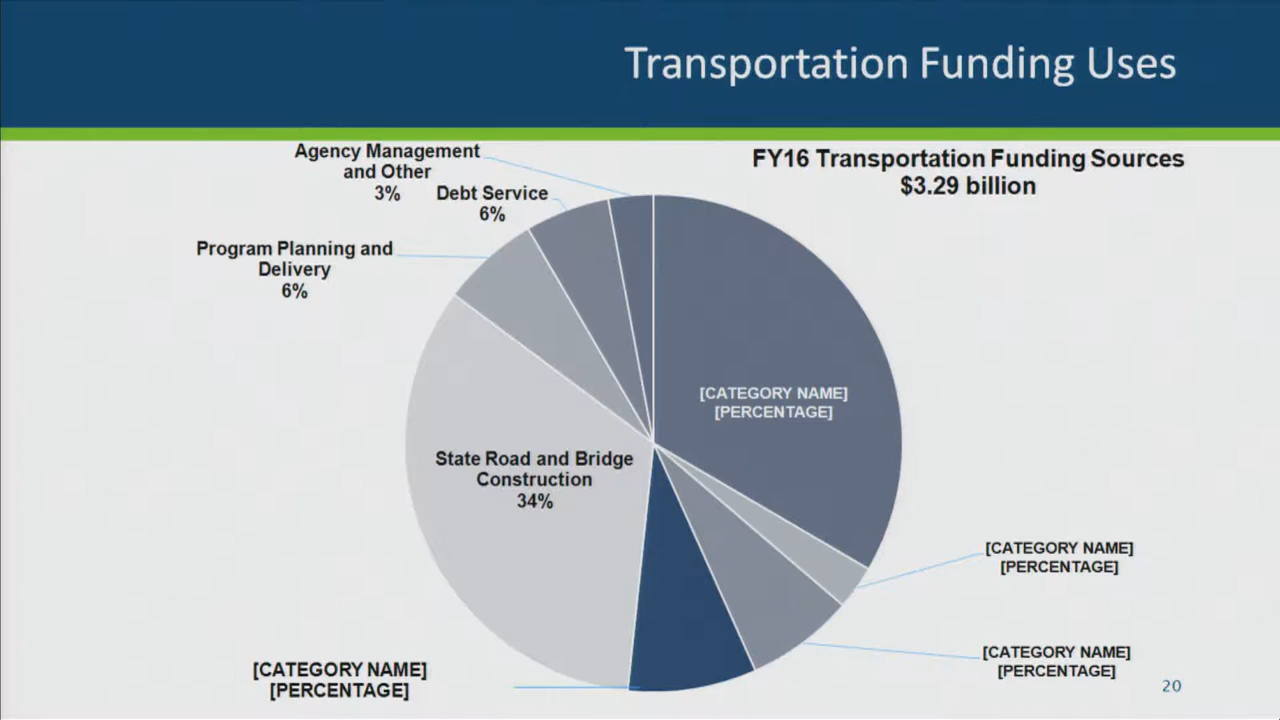 Transportation Funding Uses
FY16 Transportation Funding Sources
$3.29 billion
Agency Management
and Other
3%
Debt Service
6%
Program Planning and
Delivery
6%
[CATEGORY NAME]
[PERCENTAGE]
State Road and Bridge
Construction
34%
[CATEGORY NAME]
[PERCENTAGE]
[CATEGORY NAME]
[PERCENTAGE]
[CATEGORY NAME]
[PERCENTAGE]
20